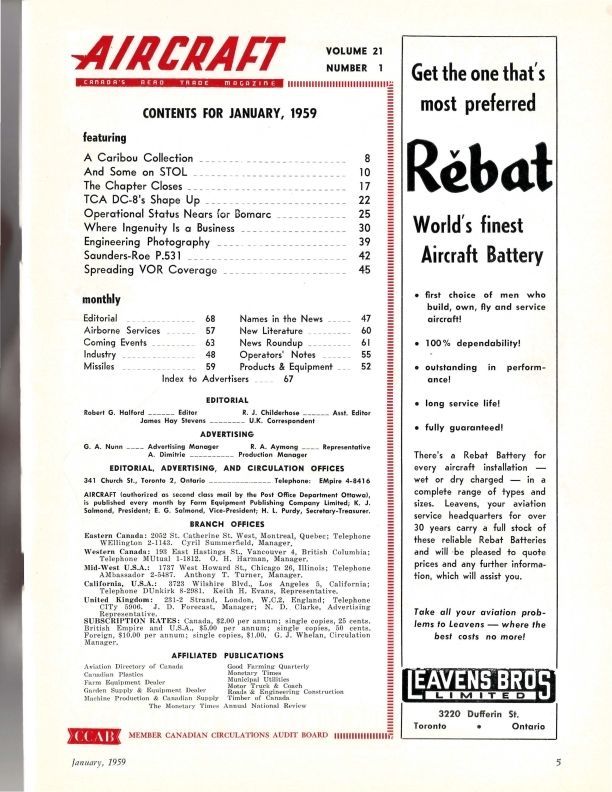 AIRCRAFT
CANADA'S AERO TRADE MAGAZINE
VOLUME 21
NUMBER 1
CONTENTS FOR JANUARY, 1959
featuring
A Caribou Collection 8
And Some on STOL 10
The Chapter Closes 17
TCA DC-8's Shape Up 22
Operational Status Nears for Bomarc 25
Where Ingenuity Is a Business 30
Engineering Photography 39
Saunders-Roe P.531 42
Spreading VOR Coverage 45
monthly
Editorial 68
Airborne Services 57
Coming Events 63
Industry 48
Missiles 59
Names in the News 47
New Literature 60
News Roundup 61
Operators' Notes 55
Products & Equipment 52
Index to Advertisers 67
EDITORIAL
Robert G. Halford Editor R. J. Childerhose Asst. Editor
James Hay Stevens U.K. Correspondent
ADVERTISING
G. A. Nunn Advertising Manager R. A. Aymong Representative
A. Dimitrie Production Manager
EDITORIAL, ADVERTISING, AND CIRCULATION OFFICES
341 Church St., Toronto 2, Ontario Telephone: EMpire 4-8416
AIRCRAFT (authorized as second class mail by the Post Office Department Ottawa),
is published every month by Farm Equipment Publishing Company Limited; K. J.
Salmond, President; E. G. Salmond, Vice-President; H. L. Purdy, Secretary-Treasurer.
BRANCH OFFICES
Eastern Canada: 2052 St. Catherine St. West, Montreal, Quebec; Telephone
WEllington 2-1143. Cyril Summerfield, Manager.
Western Canada: 193 East Hastings St., Vancouver 4, British Columbia;
Telephone MUtual 1-1812. O. H. Harman, Manager.
Mid-West U.S.A.: 1737 West Howard St., Chicago 26, Illinois; Telephone
AMbassador 2-5487. Anthony T. Turner, Manager.
California, U.S.A.: 3723 Wilshire Blvd., Los Angeles 5, California;
Telephone DUnkirk 8-2981. Keith H. Evans, Representative.
United Kingdom: 231-2 Strand, London, W.C.2, England; Telephone
CITy 5906. J. D. Forecast, Manager; N. D. Clarke, Advertising
Representative.
SUBSCRIPTION RATES: Canada, $2.00 per annum; single copies, 25 cents.
British Empire and U.S.A., $5.00 per annum; single copies, 50 cents.
Foreign, $10.00 per annum; single copies, $1.00. G. J. Whelan, Circulation
Manager.
AFFILIATED PUBLICATIONS
Aviation Directory of Canada
Canadian Plastics
Farm Equipment Dealer
Garden Supply & Equipment Dealer
Machine Production & Canadian Supply
Good Farming Quarterly
Monetary Times
Municipal Utilities
Motor Truck & Coach
Roads & Engineering Construction
Timber of Canada
The Monetary Times Annual National Review
CCAB MEMBER CANADIAN CIRCULATIONS AUDIT BOARD
Get the one that's
most preferred
Rěbat
World's finest
Aircraft Battery
• first choice of men who
build, own, fly and service
aircraft!
• 100% dependability!
• outstanding in perform-
ance!
• long service life!
• fully guaranteed!
There's a Rebat Battery for
every aircraft installation —
wet or dry charged — in a
complete range of types and
sizes. Leavens, your aviation
service headquarters for over
30 years carry a full stock of
these reliable Rebat Batteries
and will be pleased to quote
prices and any further informa-
tion, which will assist you.
Take all your aviation prob-
lems to Leavens — where the
best costs no more!
LEAVENS BROS
LIMITED
3220 Dufferin St.
Toronto • Ontario
January, 1959
5